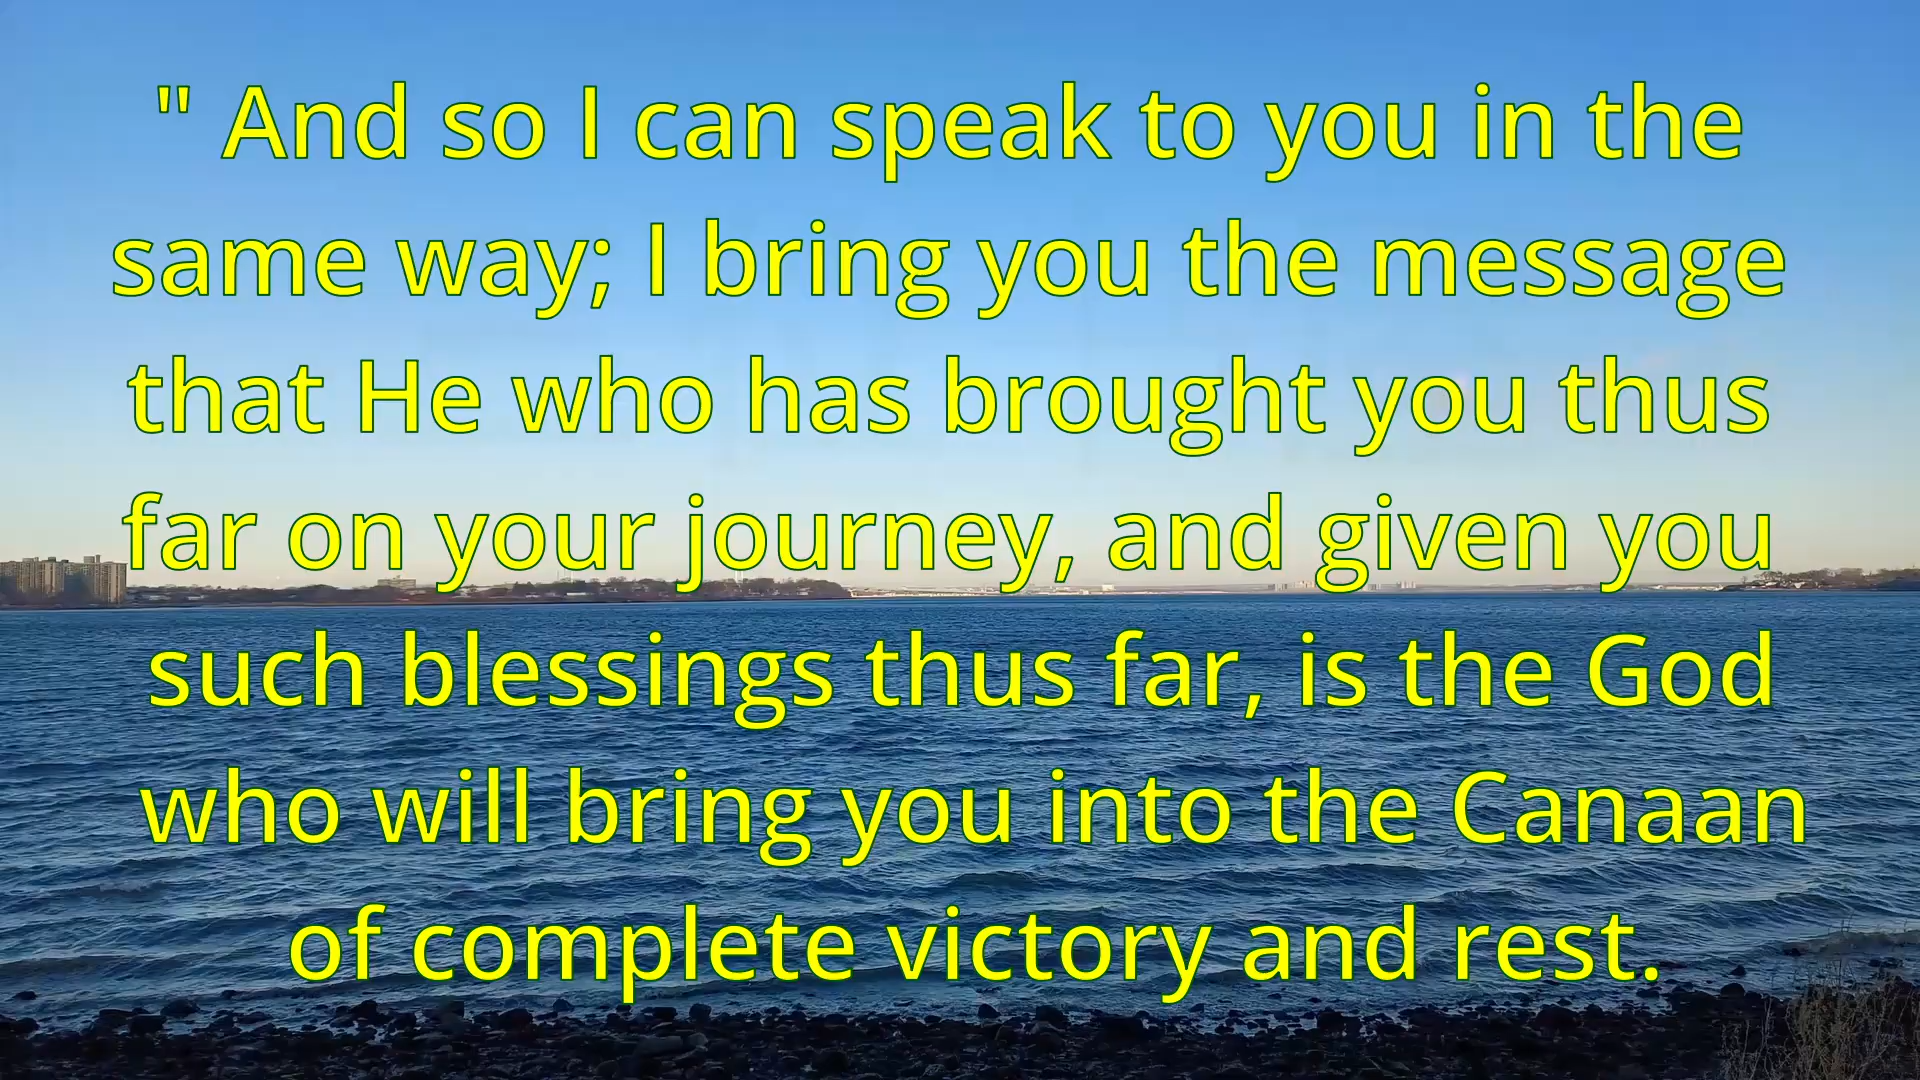 " And so I can speak to you in the
same way; I bring you the message
that He who has brought you thus
far on your journey, and given you
such blessings thus far, is the God
who will bring you into the Canaan
of complete victory and rest.